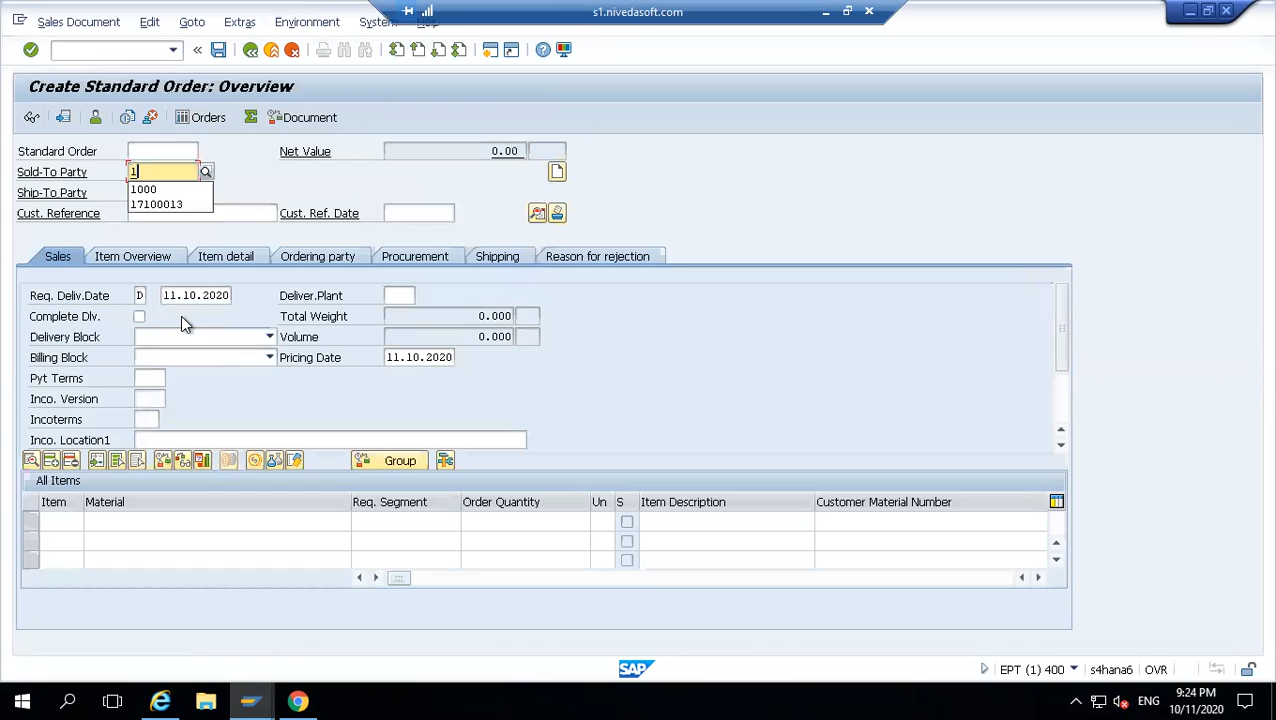 s1.nivedasoft.com
Sales Document Edit Goto Extras Environment System Help
Create Standard Order: Overview
Orders Document
Standard Order Net Value 0.00
Sold-To Party 1
1000
Ship-To Party
17100013
Cust. Reference Cust. Ref. Date
Sales Item Overview Item detail Ordering party Procurement Shipping Reason for rejection
Req. Deliv.Date D 11.10.2020 Deliver.Plant
Complete Dlv. Total Weight 0.000
Delivery Block Volume 0.000
Billing Block Pricing Date 11.10.2020
Pyt Terms
Inco. Version
Incoterms
Inco. Location1
Group
All Items
Item Material Req. Segment Order Quantity Un S Item Description Customer Material Number
SAP EPT (1) 400 s4hana6 OVR
ENG 9:24 PM
10/11/2020